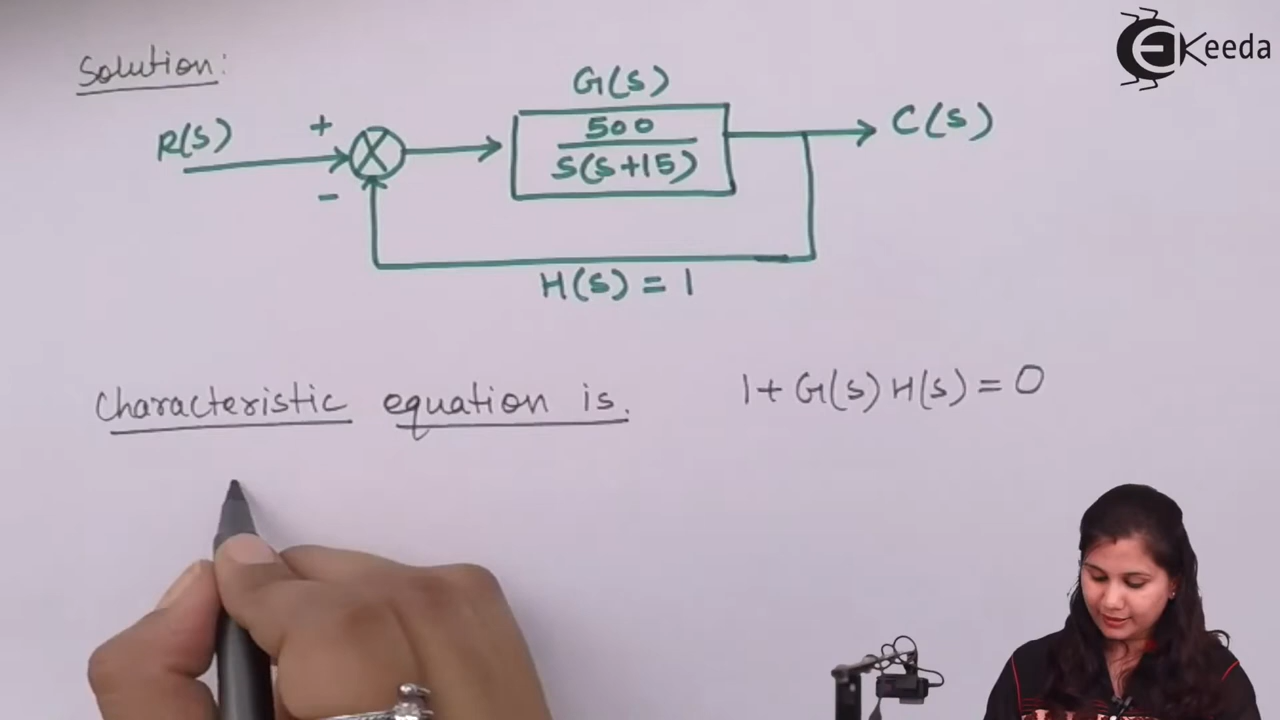 Solution:
EKeeda
G(s)
R(s)
+
500
C(s)
s(s+15)
-
H(s) = 1
Characteristic equation is. 1+ G(s) H(s) = 0